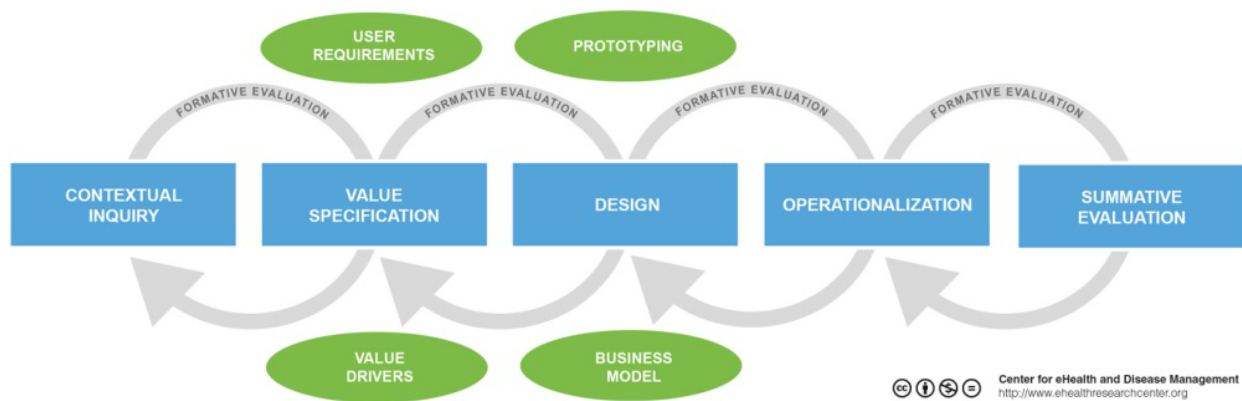 USER
REQUIREMENTS
PROTOTYPING
FORMATIVE EVALUATION
FORMATIVE EVALUATION
FORMATIVE EVALUATION
FORMATIVE EVALUATION
CONTEXTUAL
INQUIRY
VALUE
SPECIFICATION
DESIGN
OPERATIONALIZATION
SUMMATIVE
EVALUATION
VALUE
DRIVERS
BUSINESS
MODEL
cc
Center for eHealth and Disease Management
http://www.ehealthresearchcenter.org